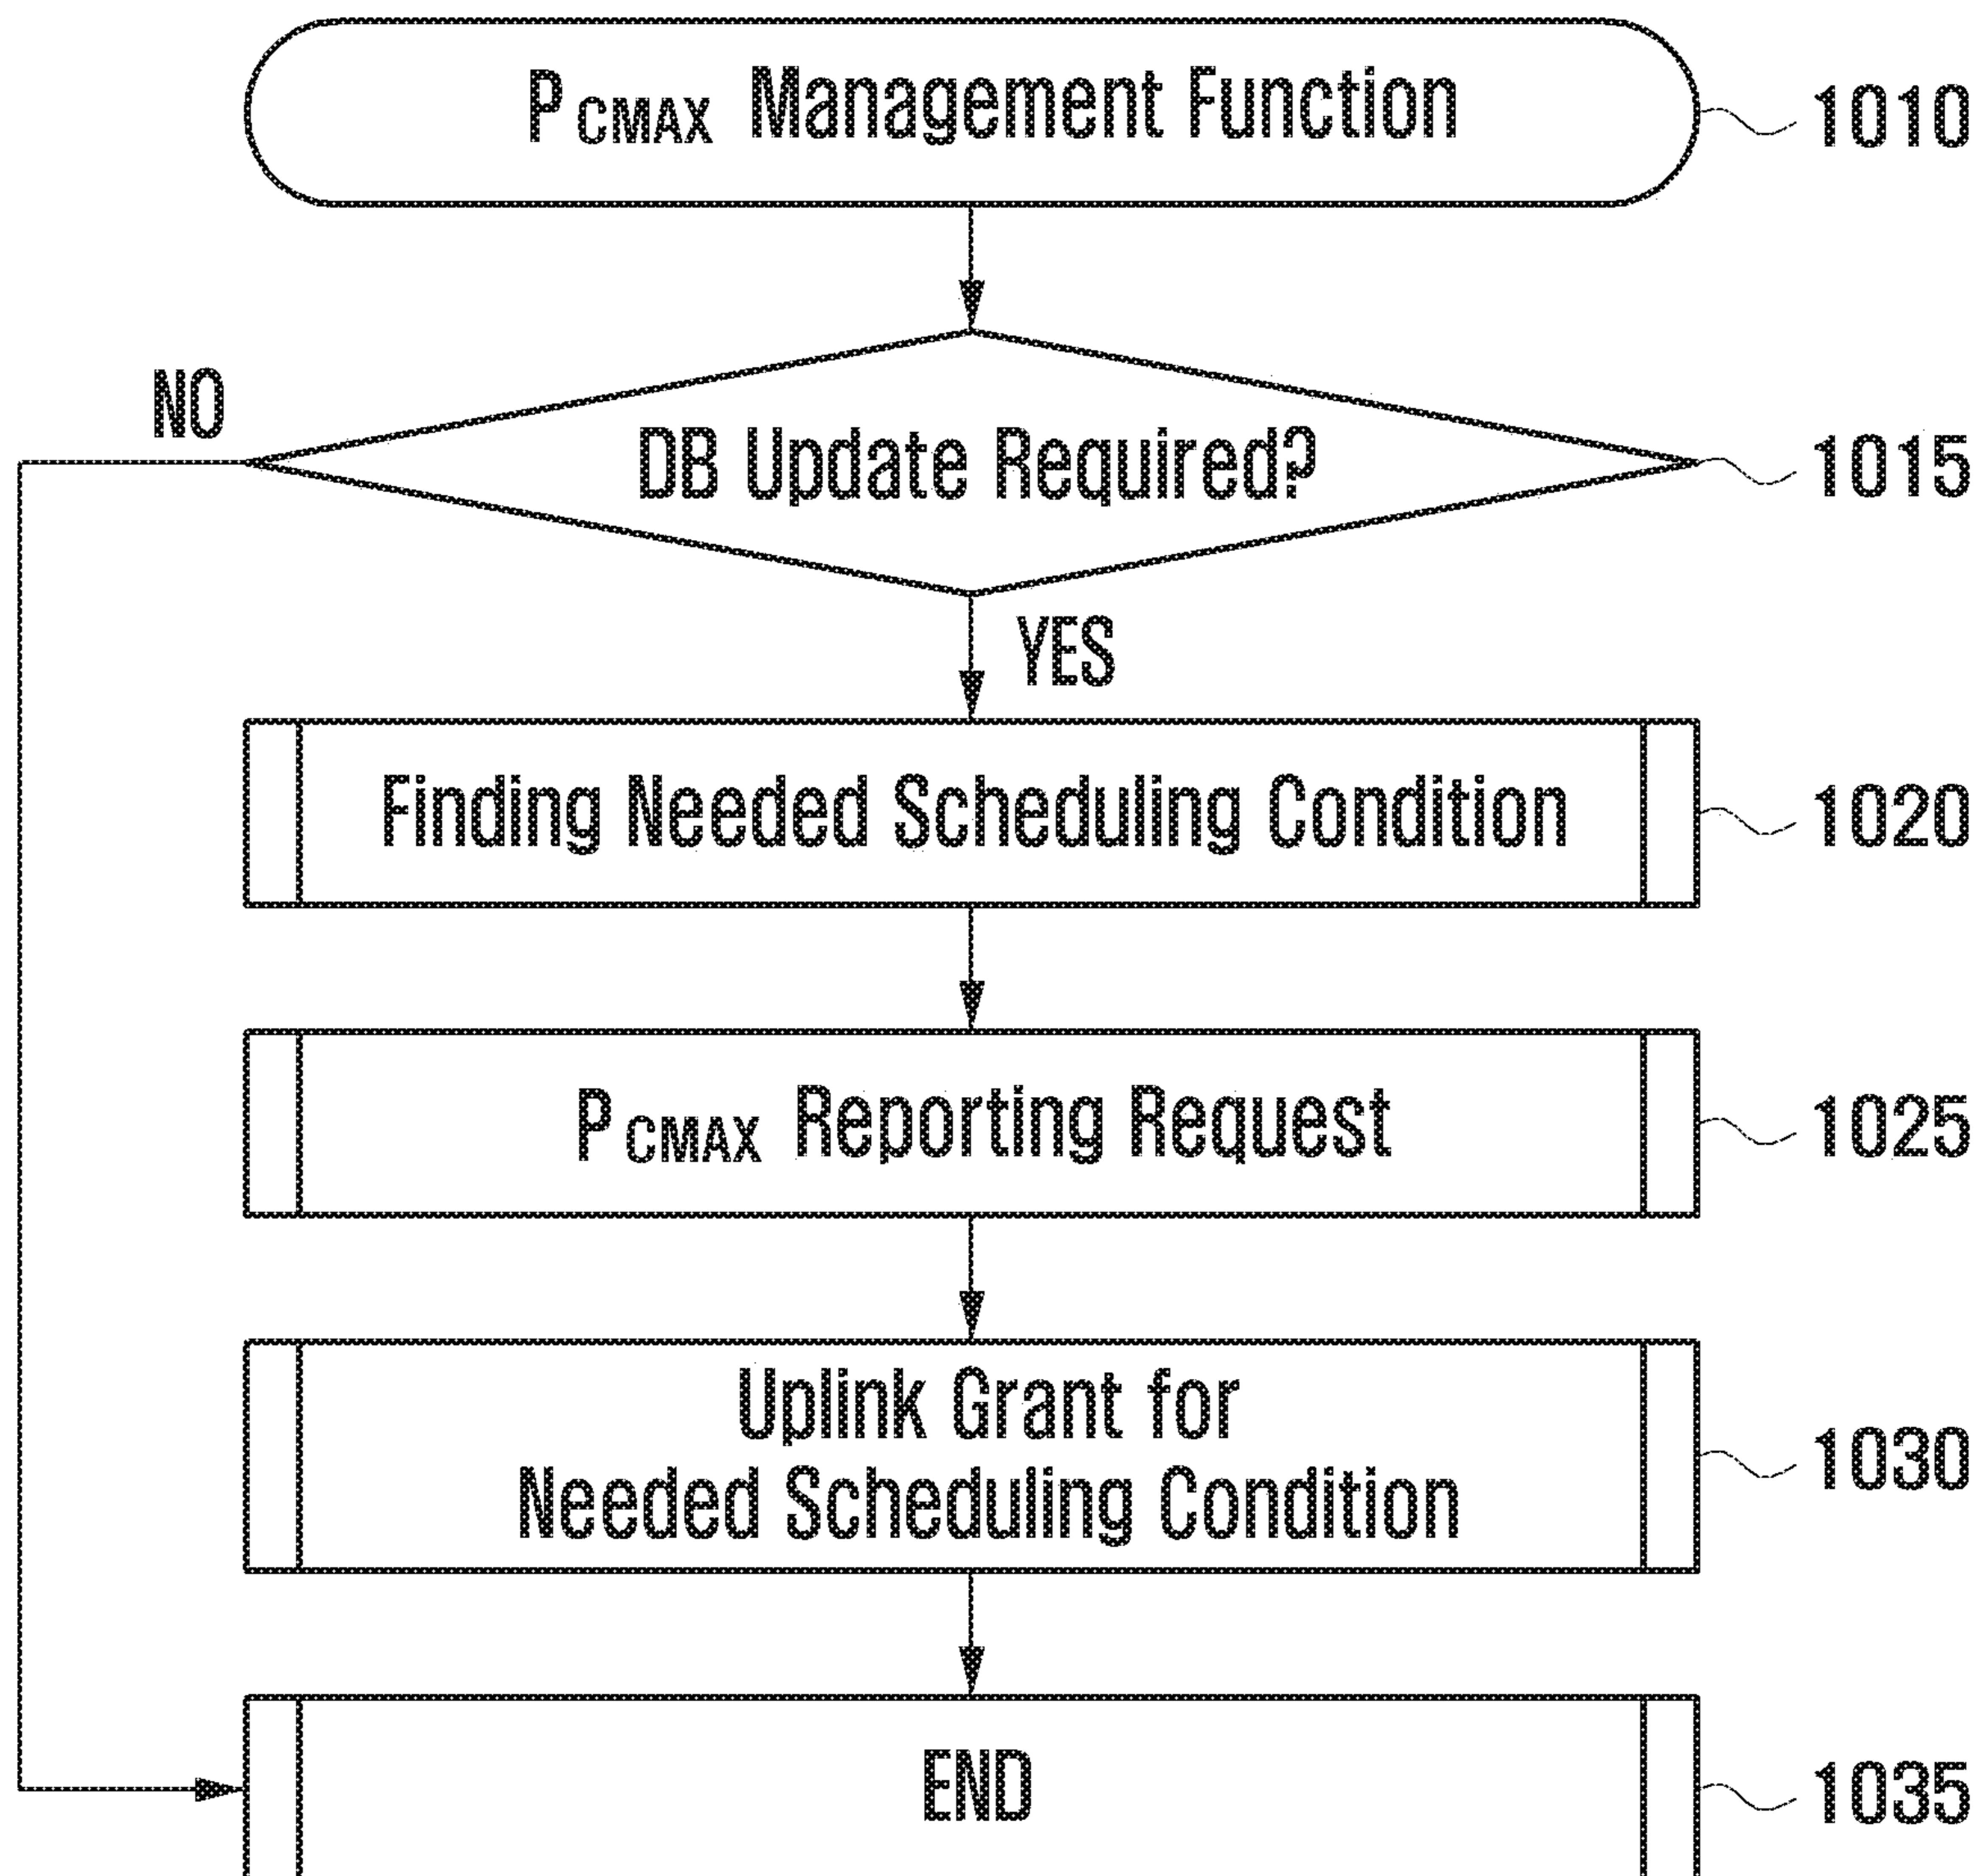 P CMAX Management Function
1010
NO
DB Update Required?
1015
YES
Finding Needed Scheduling Condition
1020
P CMAX Reporting Request
1025
Uplink Grant for
Needed Scheduling Condition
1030
END
1035